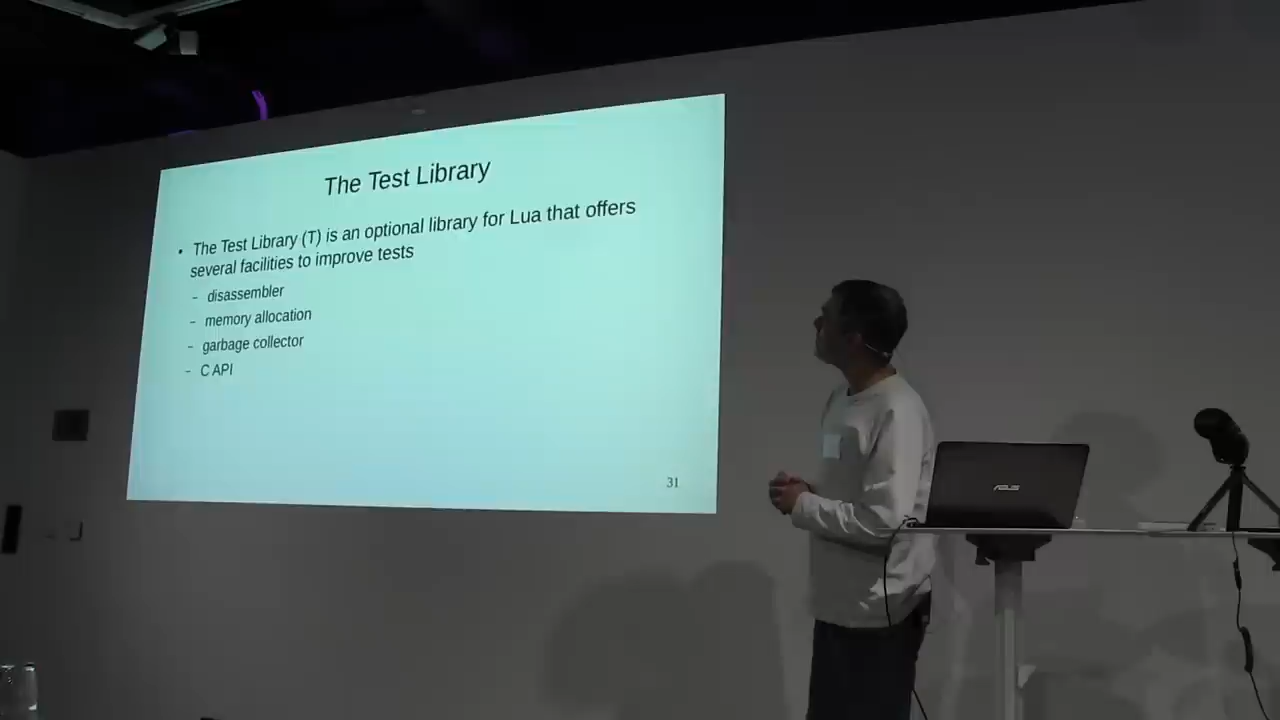 The Test Library
• The Test Library (T) is an optional library for Lua that offers
several facilities to improve tests
– disassembler
– memory allocation
– garbage collector
– C API
31
ASUS